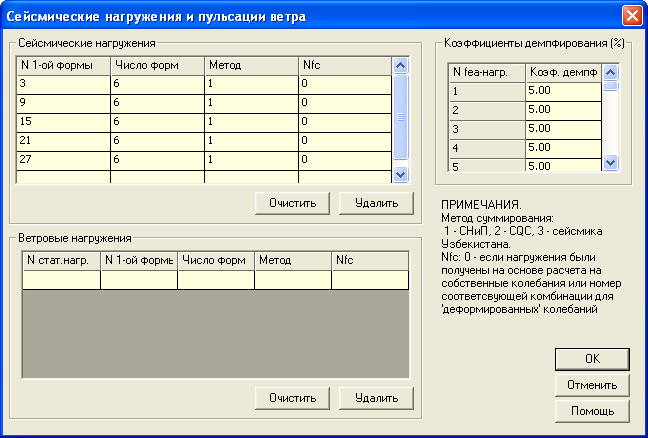 Сейсмические нагружения и пульсации ветра
Сейсмические нагружения
N 1-ой формы Число форм Метод Nfc
3 6 1 0
9 6 1 0
15 6 1 0
21 6 1 0
27 6 1 0
Очистить Удалить
Ветровые нагружения
N стат.нагр. N 1-ой формы Число форм Метод Nfc
Очистить Удалить
Коэффициенты демпфирования (%)
N fea-нагр. Коэф. демпф
1 5.00
2 5.00
3 5.00
4 5.00
5 5.00
ПРИМЕЧАНИЯ.
Метод суммирования:
1 - СНиП, 2 - CQC, 3 - сейсмика
Узбекистана.
Nfc: 0 - если нагружения были
получены на основе расчета на
собственные колебания или номер
соответсвующей комбинации для
'деформированных' колебаний
OK
Отменить
Помощь